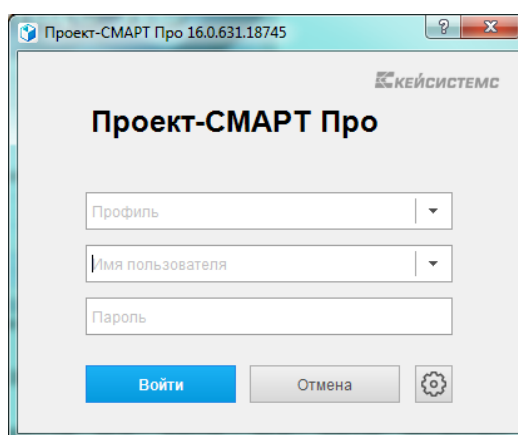 Проект-СМАРТ Про 16.0.631.18745
КЕЙСИСТЕМС
Проект-СМАРТ Про
Профиль
Имя пользователя
Пароль
Войти
Отмена